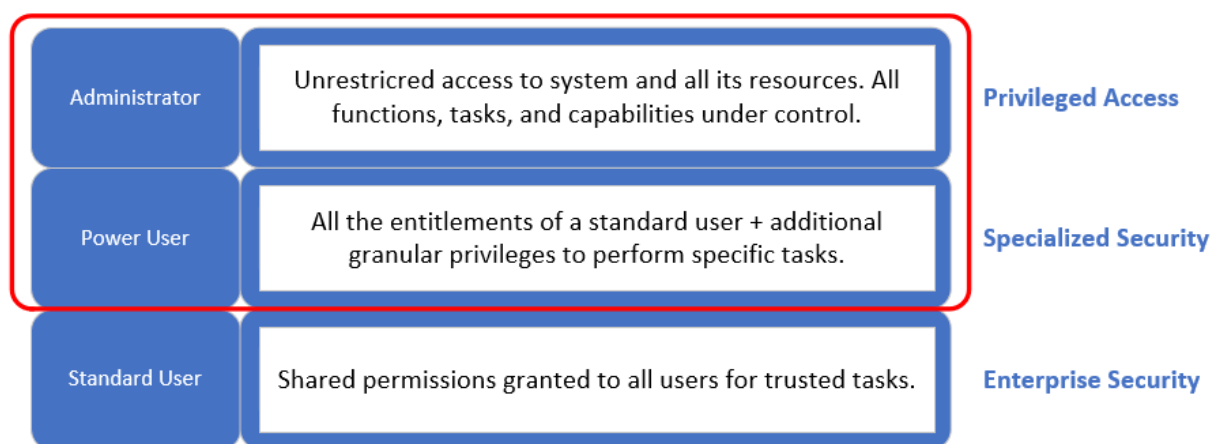 Administrator
Unrestricred access to system and all its resources. All
functions, tasks, and capabilities under control.
Privileged Access
Power User
All the entitlements of a standard user + additional
granular privileges to perform specific tasks.
Specialized Security
Standard User
Shared permissions granted to all users for trusted tasks.
Enterprise Security